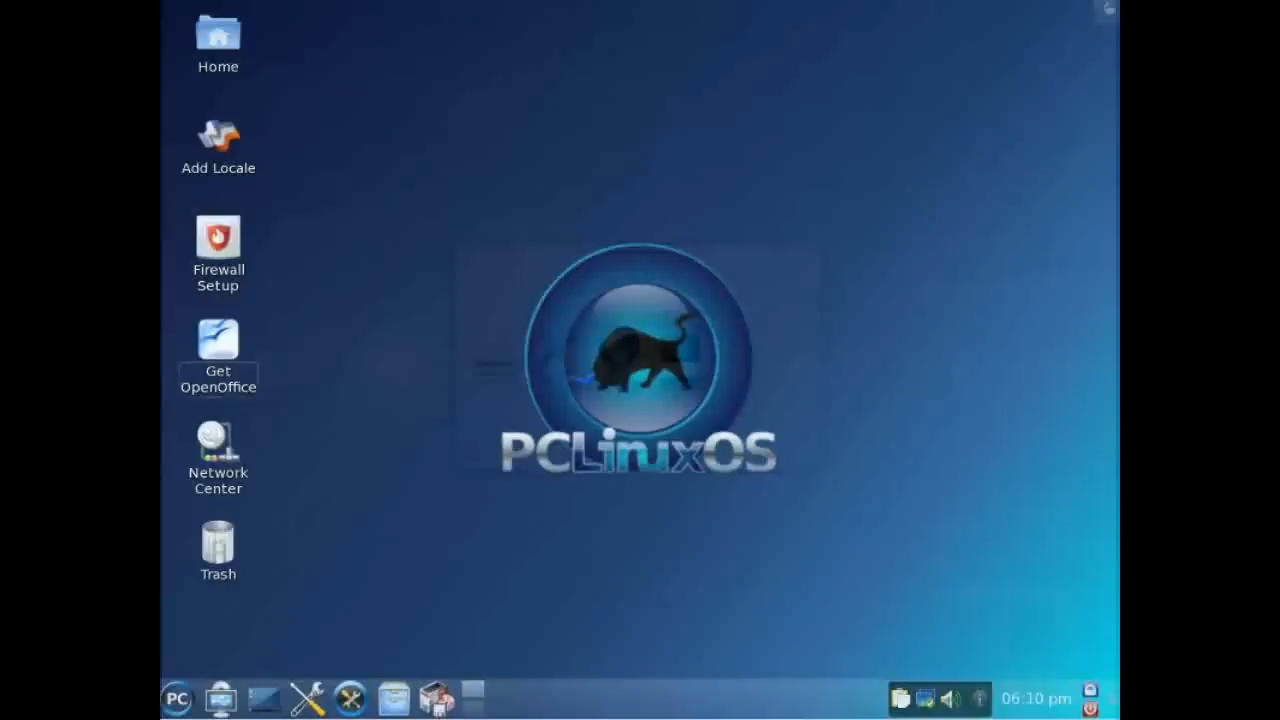 Home
Add Locale
Firewall
Setup
Get
OpenOffice
Network
Center
Trash
PCLinuxOS
PC
06:10 pm